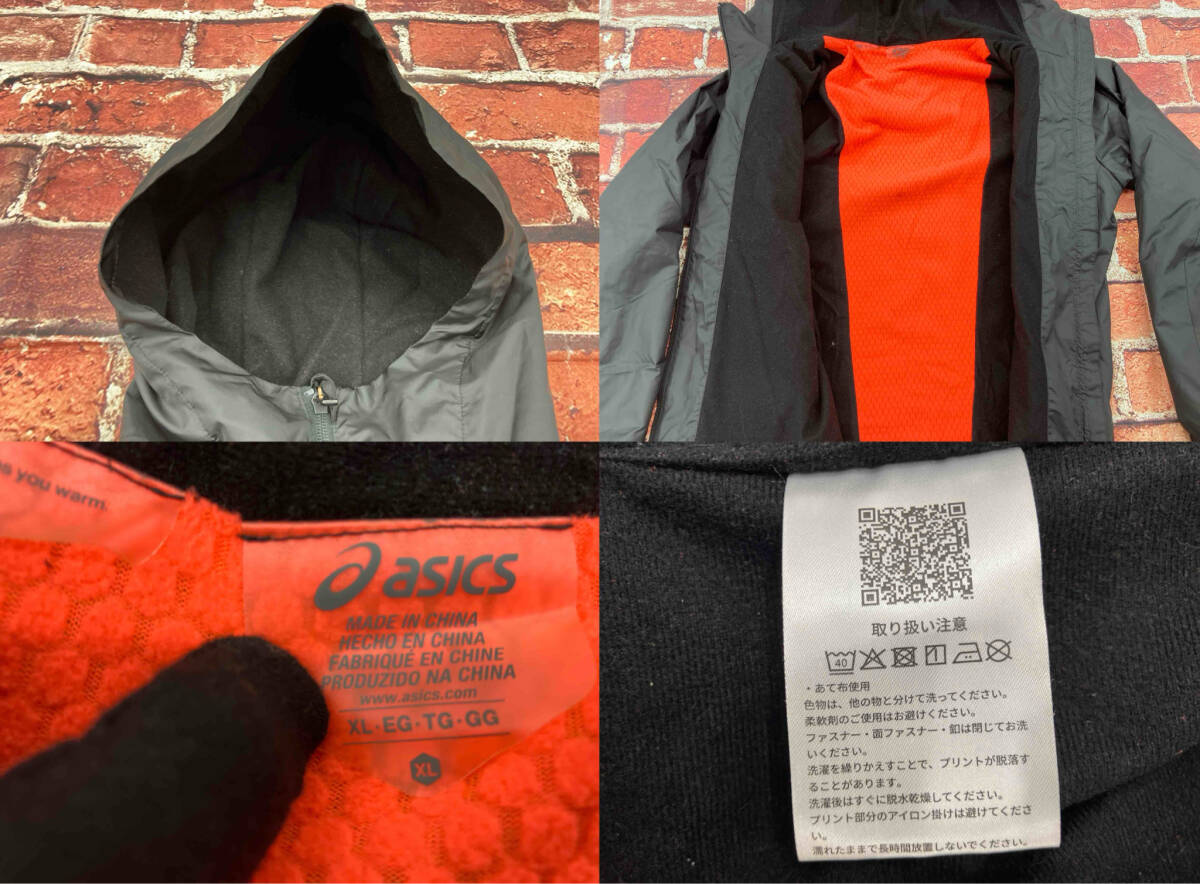 s you warm.
asics
MADE IN CHINA
HECHO EN CHINA
FABRIQUÉ EN CHINE
PRODUZIDO NA CHINA
www.asics.com
XL·EG·TG·GG
XL
取り扱い注意
40
・あて布使用
色物は、他の物と分けて洗ってください。
柔軟剤のご使用はお避けください。
ファスナー・面ファスナー・釦は閉じてお洗
いください。
洗濯を繰りかえすことで、プリントが脱落す
ることがあります。
洗濯後はすぐに脱水乾燥してください。
プリント部分のアイロン掛けは避けてくださ
い。
濡れたままで長時間放置しないでください。